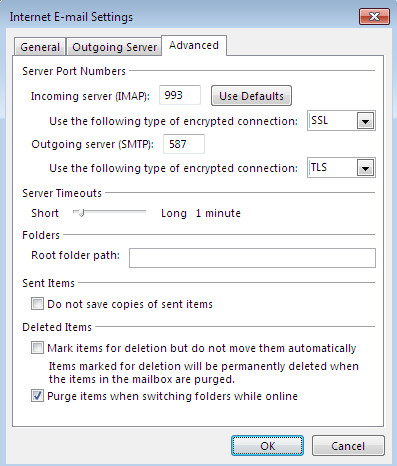 Internet E-mail Settings
General Outgoing Server Advanced
Server Port Numbers
Incoming server (IMAP): 993 Use Defaults
Use the following type of encrypted connection: SSL
Outgoing server (SMTP): 587
Use the following type of encrypted connection: TLS
Server Timeouts
Short Long 1 minute
Folders
Root folder path:
Sent Items
Do not save copies of sent items
Deleted Items
Mark items for deletion but do not move them automatically
Items marked for deletion will be permanently deleted when
the items in the mailbox are purged.
Purge items when switching folders while online
OK Cancel